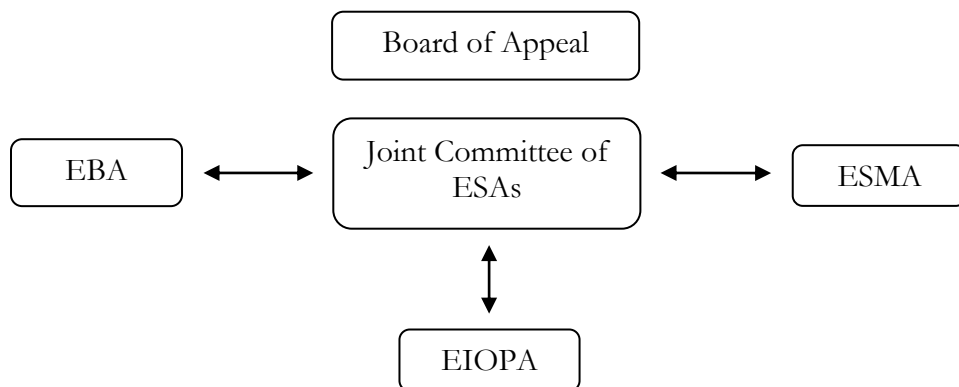 Board of Appeal
EBA
Joint Committee of
ESAs
ESMA
EIOPA